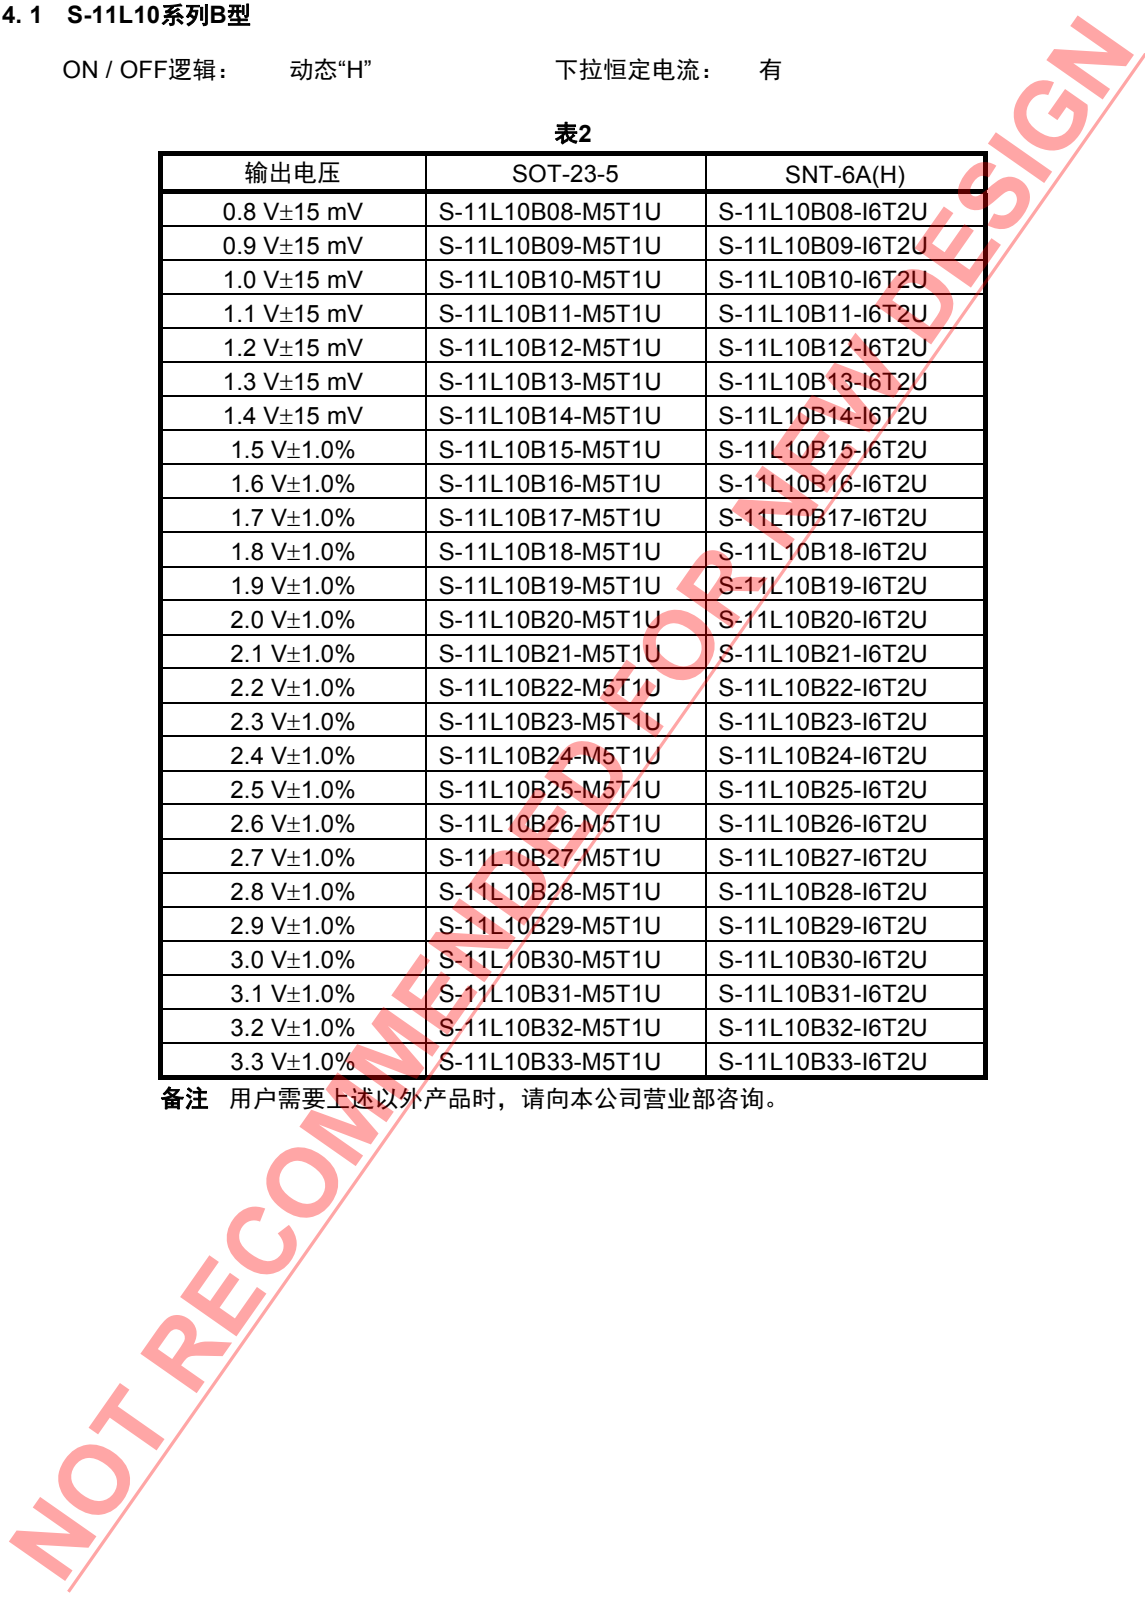 4. 1 S-11L10系列B型
ON / OFF逻辑： 动态“H” 下拉恒定电流： 有
表2
输出电压 SOT-23-5 SNT-6A(H)
0.8 V±15 mV S-11L10B08-M5T1U S-11L10B08-I6T2U
0.9 V±15 mV S-11L10B09-M5T1U S-11L10B09-I6T2U
1.0 V±15 mV S-11L10B10-M5T1U S-11L10B10-I6T2U
1.1 V±15 mV S-11L10B11-M5T1U S-11L10B11-I6T2U
1.2 V±15 mV S-11L10B12-M5T1U S-11L10B12-I6T2U
1.3 V±15 mV S-11L10B13-M5T1U S-11L10B13-I6T2U
1.4 V±15 mV S-11L10B14-M5T1U S-11L10B14-I6T2U
1.5 V±1.0% S-11L10B15-M5T1U S-11L10B15-I6T2U
1.6 V±1.0% S-11L10B16-M5T1U S-11L10B16-I6T2U
1.7 V±1.0% S-11L10B17-M5T1U S-11L10B17-I6T2U
1.8 V±1.0% S-11L10B18-M5T1U S-11L10B18-I6T2U
1.9 V±1.0% S-11L10B19-M5T1U S-11L10B19-I6T2U
2.0 V±1.0% S-11L10B20-M5T1U S-11L10B20-I6T2U
2.1 V±1.0% S-11L10B21-M5T1U S-11L10B21-I6T2U
2.2 V±1.0% S-11L10B22-M5T1U S-11L10B22-I6T2U
2.3 V±1.0% S-11L10B23-M5T1U S-11L10B23-I6T2U
2.4 V±1.0% S-11L10B24-M5T1U S-11L10B24-I6T2U
2.5 V±1.0% S-11L10B25-M5T1U S-11L10B25-I6T2U
2.6 V±1.0% S-11L10B26-M5T1U S-11L10B26-I6T2U
2.7 V±1.0% S-11L10B27-M5T1U S-11L10B27-I6T2U
2.8 V±1.0% S-11L10B28-M5T1U S-11L10B28-I6T2U
2.9 V±1.0% S-11L10B29-M5T1U S-11L10B29-I6T2U
3.0 V±1.0% S-11L10B30-M5T1U S-11L10B30-I6T2U
3.1 V±1.0% S-11L10B31-M5T1U S-11L10B31-I6T2U
3.2 V±1.0% S-11L10B32-M5T1U S-11L10B32-I6T2U
3.3 V±1.0% S-11L10B33-M5T1U S-11L10B33-I6T2U
备注 用户需要上述以外产品时，请向本公司营业部咨询。
NOT RECOMMENDED FOR NEW DESIGN